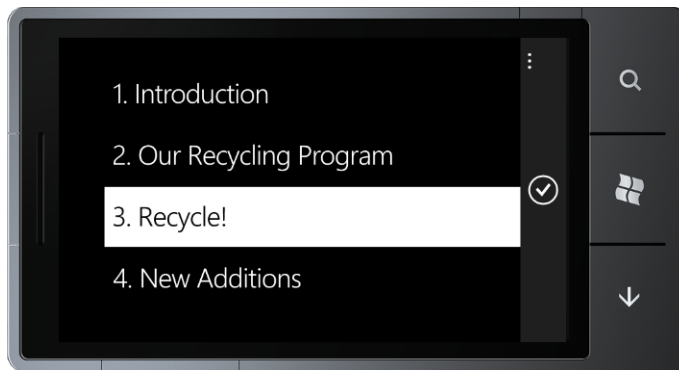 1. Introduction
2. Our Recycling Program
3. Recycle!
4. New Additions